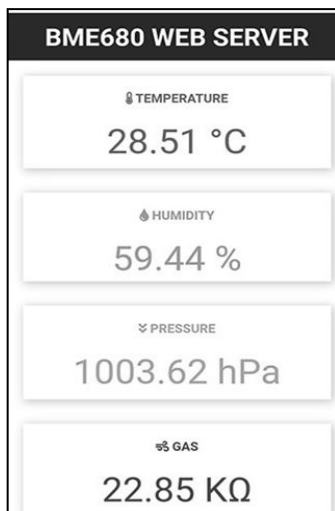 BME680 WEB SERVER
TEMPERATURE
28.51 °C
HUMIDITY
59.44 %
PRESSURE
1003.62 hPa
GAS
22.85 KΩ